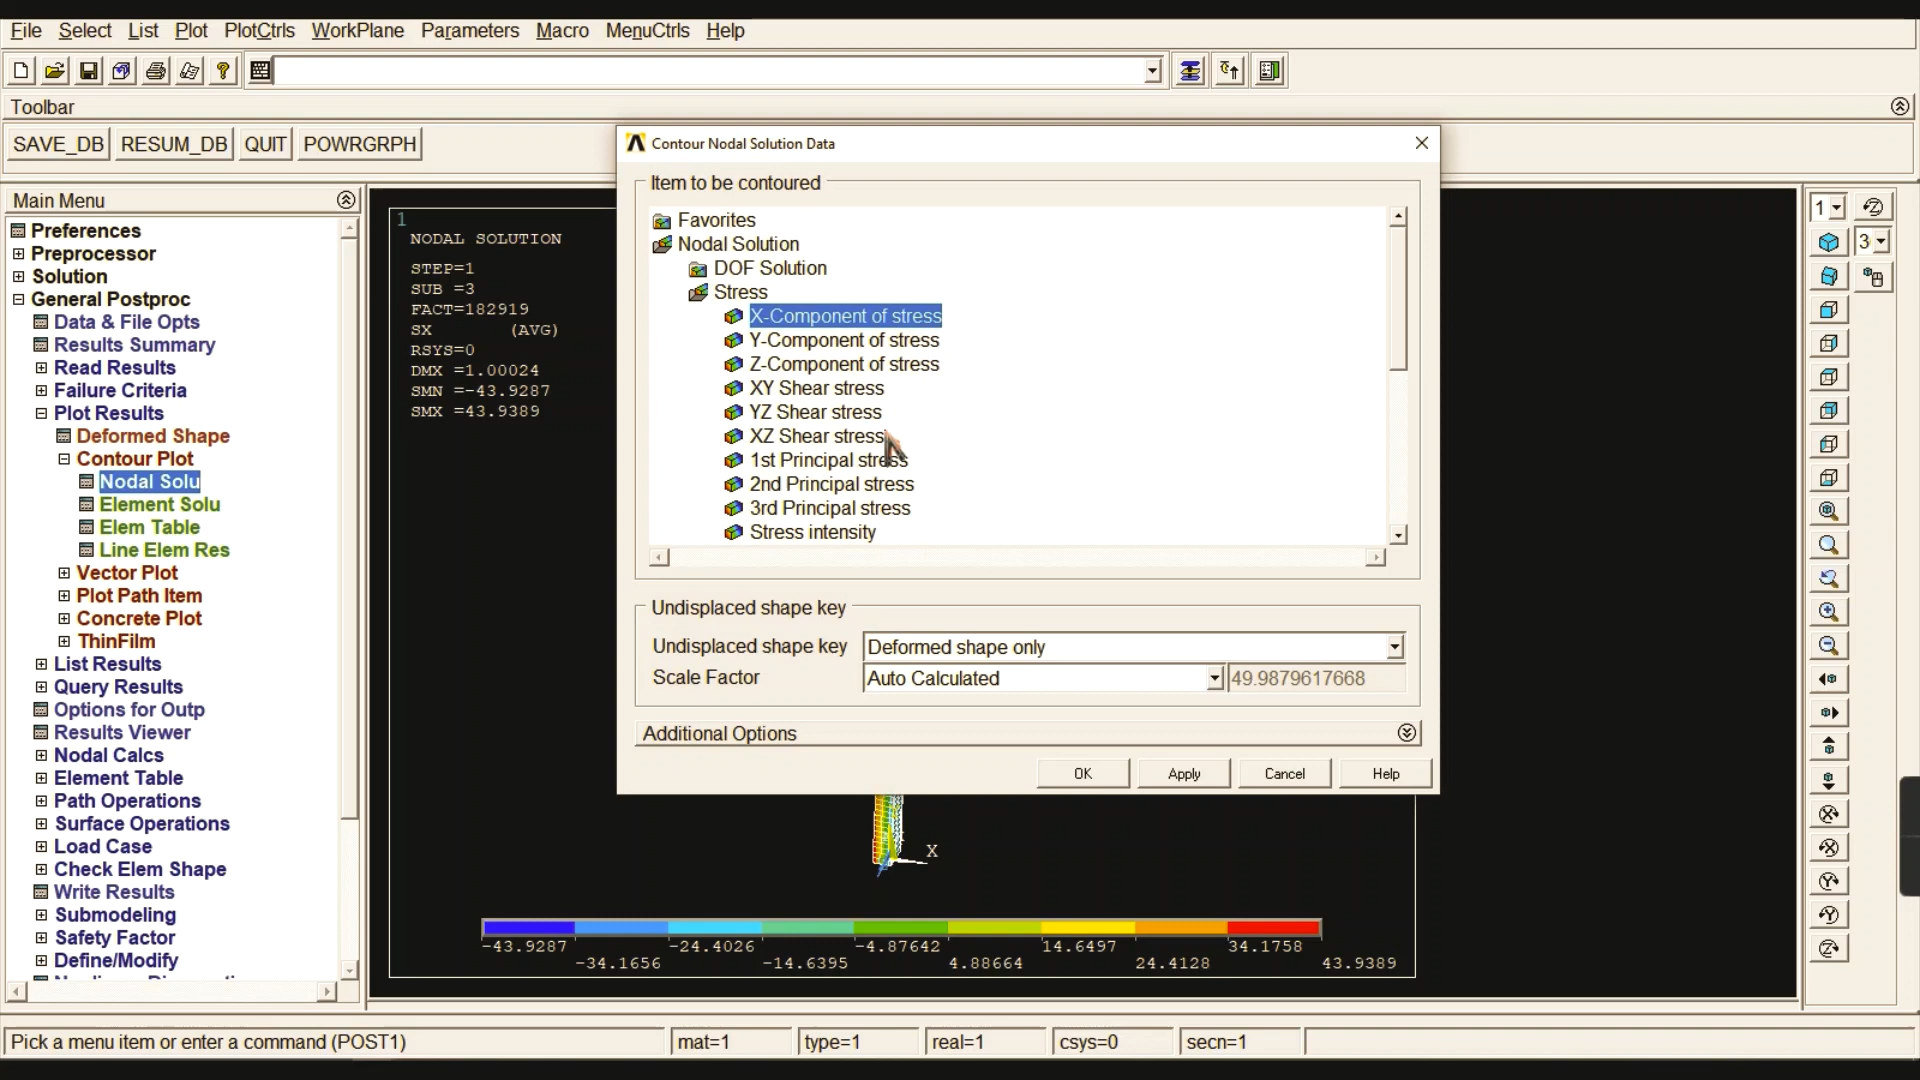 File Select List Plot PlotCtrls WorkPlane Parameters Macro MenuCtrls Help
Toolbar
SAVE_DB RESUM_DB QUIT POWRGRPH
Main Menu
Preferences
Preprocessor
Solution
General Postproc
Data & File Opts
Results Summary
Read Results
Failure Criteria
Plot Results
Deformed Shape
Contour Plot
Nodal Solu
Element Solu
Elem Table
Line Elem Res
Vector Plot
Plot Path Item
Concrete Plot
ThinFilm
List Results
Query Results
Options for Outp
Results Viewer
Nodal Calcs
Element Table
Path Operations
Surface Operations
Load Case
Check Elem Shape
Write Results
Submodeling
Safety Factor
Define/Modify
1
NODAL SOLUTION
STEP=1
SUB =3
FACT=182919
SX (AVG)
RSYS=0
DMX =1.00024
SMN =-43.9287
SMX =43.9389
Contour Nodal Solution Data
Item to be contoured
Favorites
Nodal Solution
DOF Solution
Stress
X-Component of stress
Y-Component of stress
Z-Component of stress
XY Shear stress
YZ Shear stress
XZ Shear stress
1st Principal stress
2nd Principal stress
3rd Principal stress
Stress intensity
Undisplaced shape key
Undisplaced shape key Deformed shape only
Scale Factor Auto Calculated 49.9879617668
Additional Options
OK Apply Cancel Help
X
-43.9287 -24.4026 -4.87642 14.6497 34.1758
-34.1656 -14.6395 4.88664 24.4128 43.9389
1
3
Pick a menu item or enter a command (POST1) mat=1 type=1 real=1 csys=0 secn=1